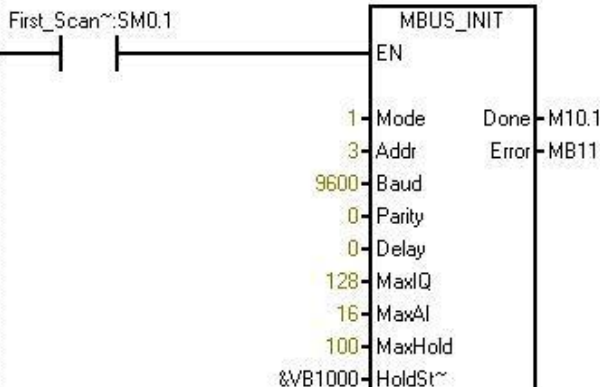 First_Scan~:SM0.1
MBUS_INIT
EN
1 Mode Done M10.1
3 Addr Error MB11
9600 Baud
0 Parity
0 Delay
128 MaxIQ
16 MaxAI
100 MaxHold
&VB1000 HoldSt~